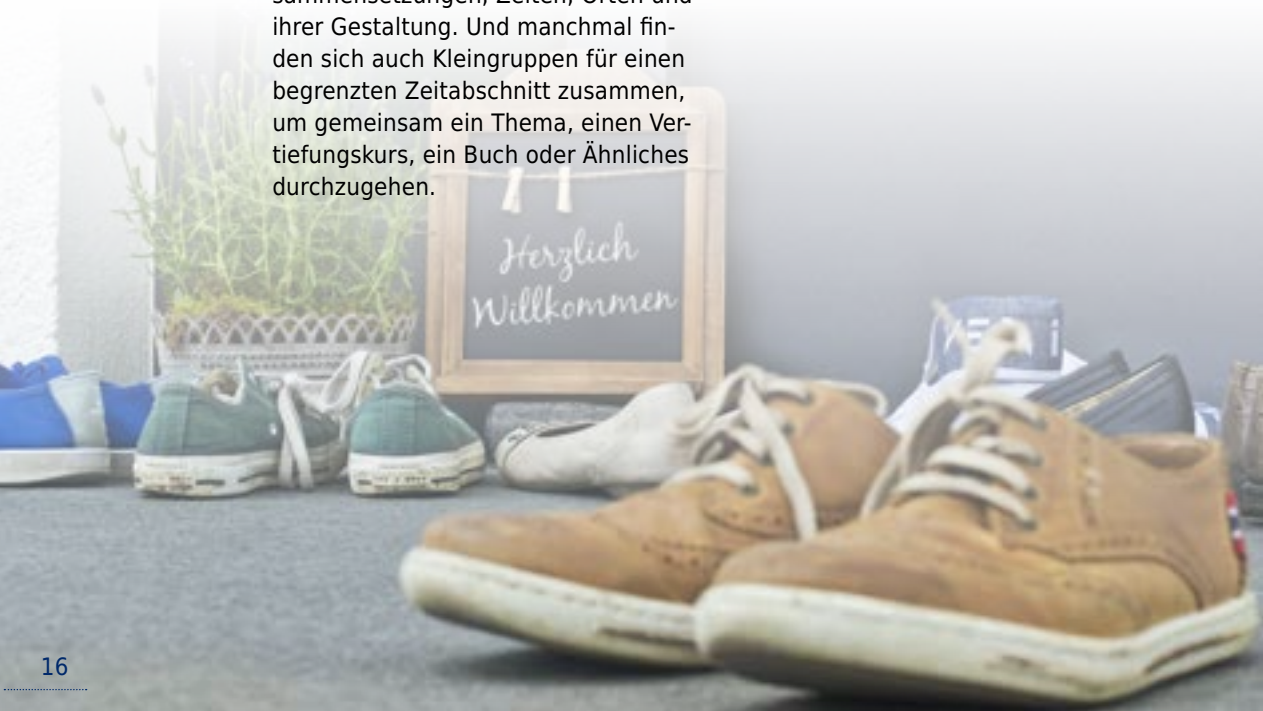 sammensetzungen, Zeiten, Orten und
ihrer Gestaltung. Und manchmal fin-
den sich auch Kleingruppen für einen
begrenzten Zeitabschnitt zusammen,
um gemeinsam ein Thema, einen Ver-
tiefungskurs, ein Buch oder Ähnliches
durchzugehen.
Herzlich
Willkommen
16